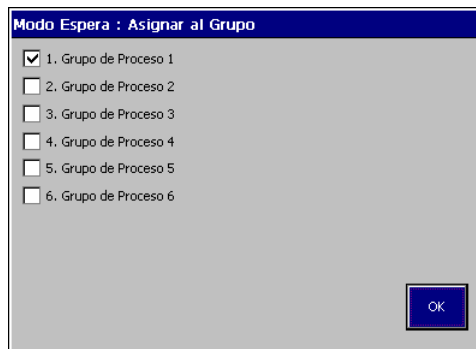 Modo Espera : Asignar al Grupo
1. Grupo de Proceso 1
2. Grupo de Proceso 2
3. Grupo de Proceso 3
4. Grupo de Proceso 4
5. Grupo de Proceso 5
6. Grupo de Proceso 6
OK